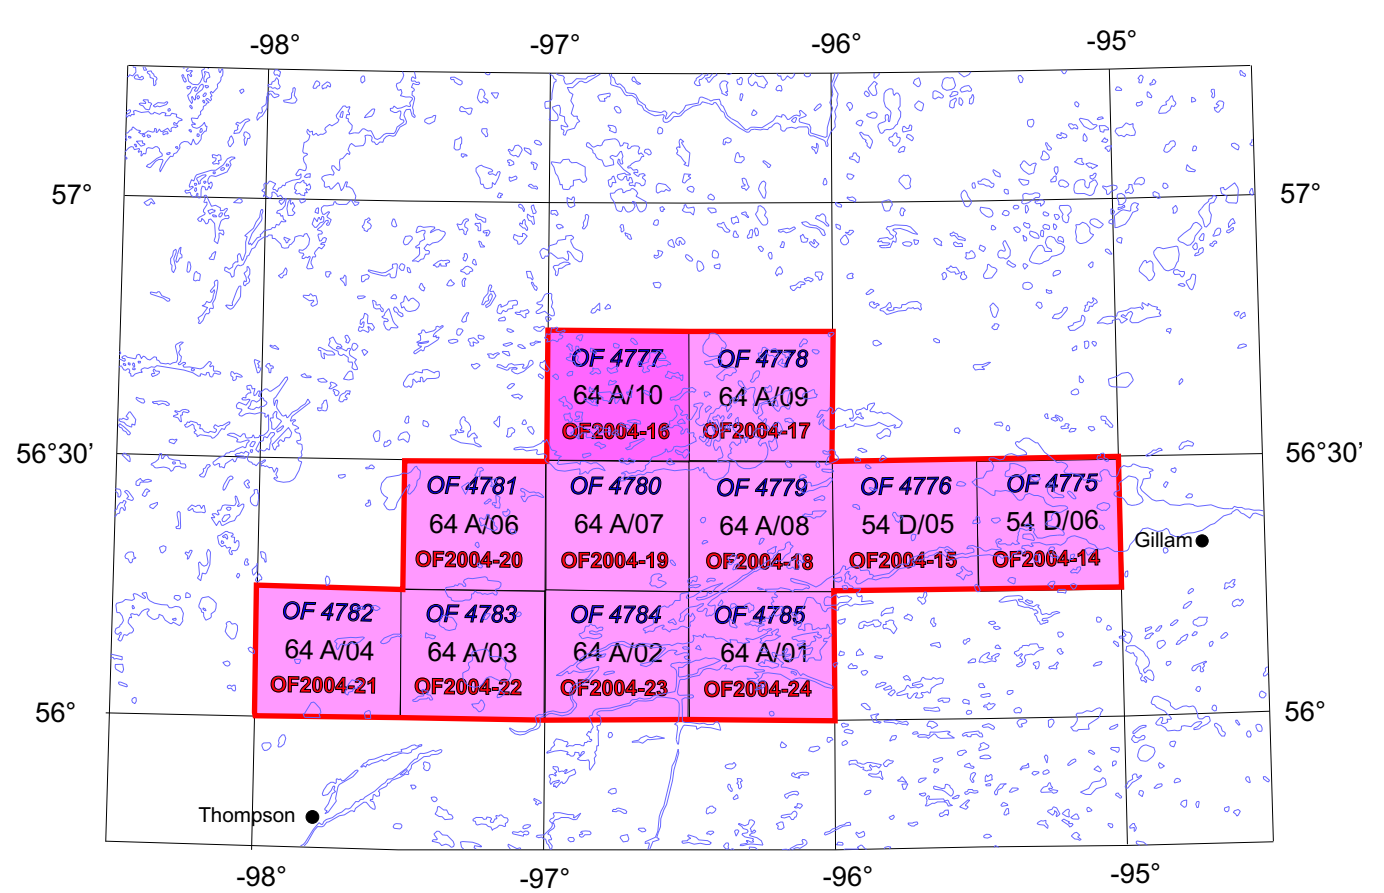 -98° -97° -96° -95°
57° 57°
OF 4777 OF 4778
64 A/10 64 A/09
OF2004-16 OF2004-17
56°30’ 56°30’
OF 4781 OF 4780 OF 4779 OF 4776 OF 4775
64 A/06 64 A/07 64 A/08 54 D/05 54 D/06
Gillam
OF2004-20 OF2004-19 OF2004-18 OF2004-15 OF2004-14
OF 4782 OF 4783 OF 4784 OF 4785
64 A/04 64 A/03 64 A/02 64 A/01
OF2004-21 OF2004-22 OF2004-23 OF2004-24
56° 56°
Thompson
-98° -97° -96° -95°